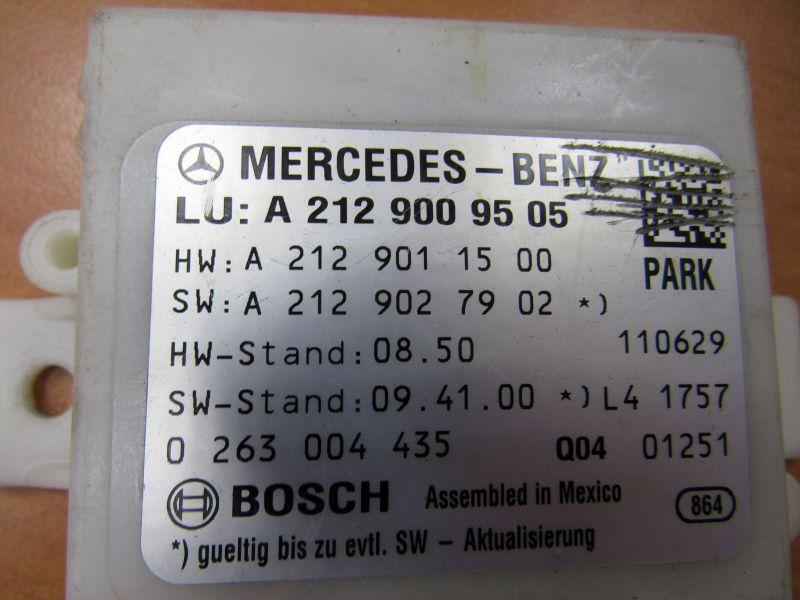 MERCEDES-BENZ
LU: A 212 900 95 05
HW: A 212 901 15 00
PARK
SW: A 212 902 79 02 *)
HW-Stand: 08.50 110629
SW-Stand: 09.41.00 *) L4 1757
0 263 004 435 Q04 01251
BOSCH Assembled in Mexico 864
*) gueltig bis zu evtl. SW - Aktualisierung